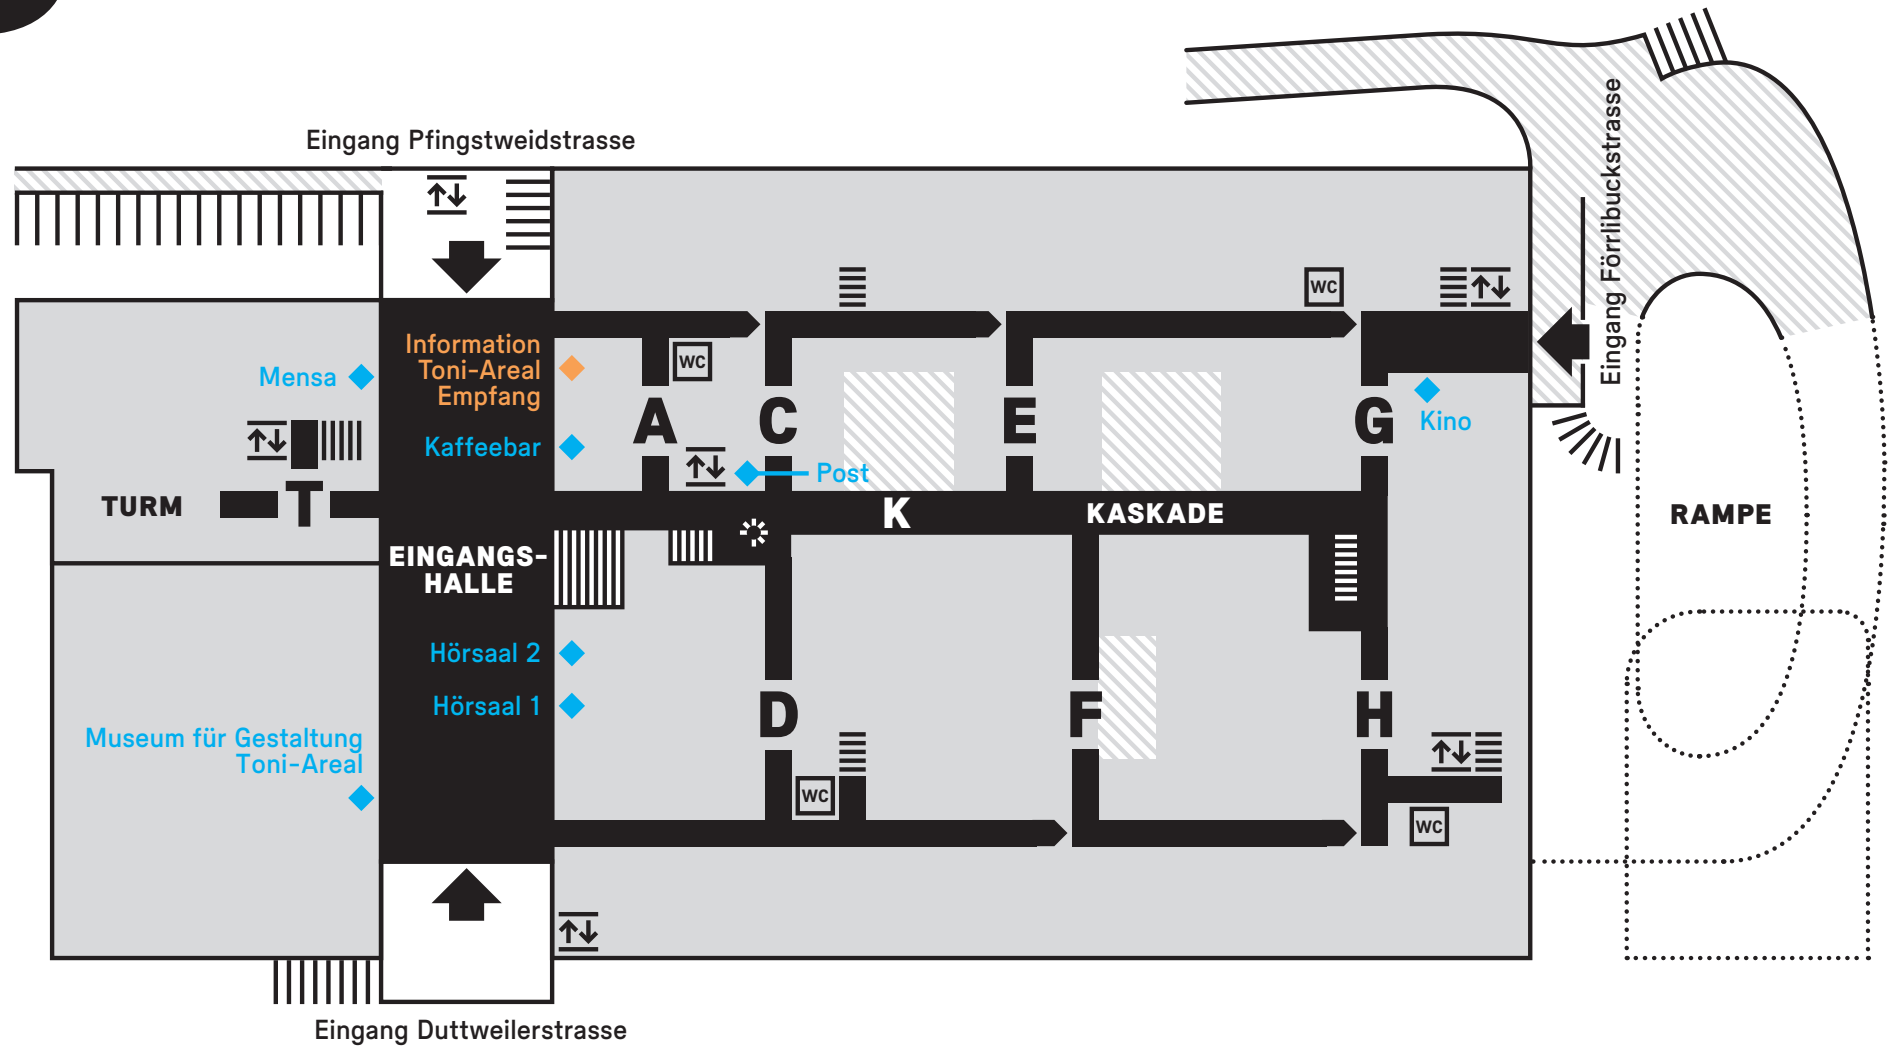 Eingang Pfingstweidstrasse
Eingang Förrlibuckstrasse
WC
Information
Toni-Areal
Empfang
WC
Mensa
A
C
E
G
Kino
Kaffeebar
Post
TURM
T
K
KASKADE
RAMPE
EINGANGS-
HALLE
Hörsaal 2
Hörsaal 1
D
F
H
Museum für Gestaltung
Toni-Areal
WC
WC
Eingang Duttweilerstrasse